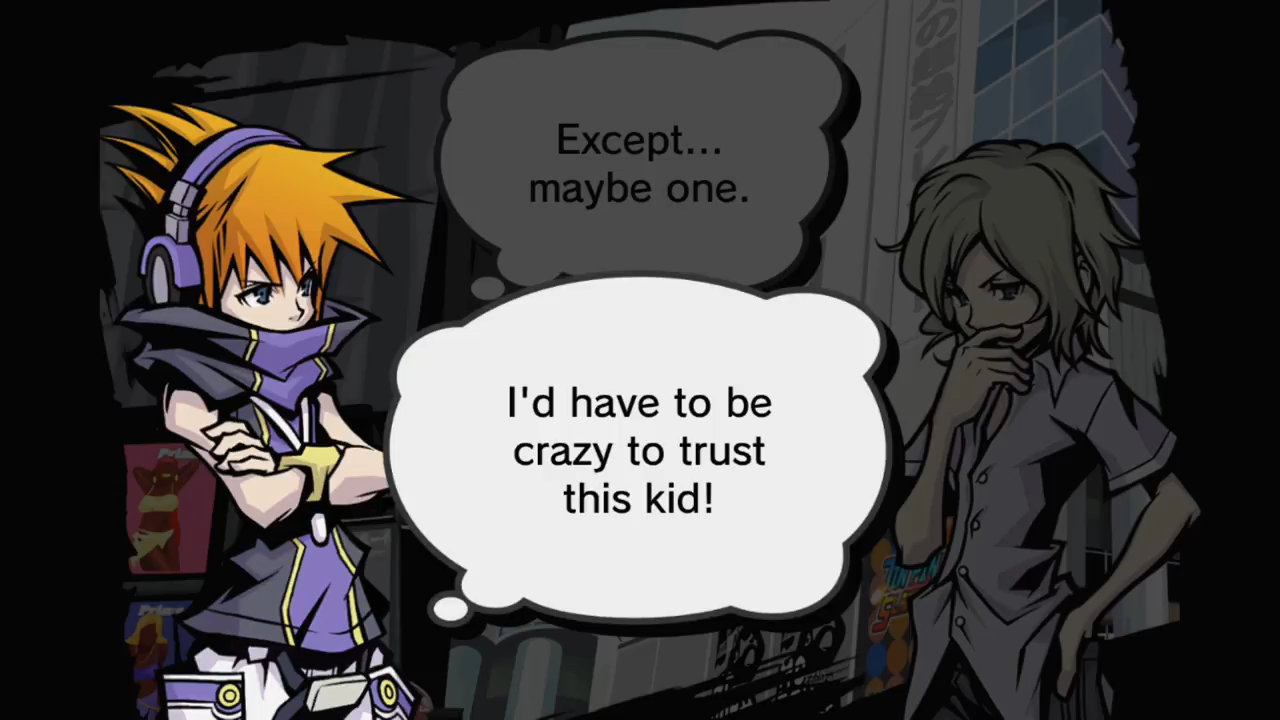 Except...
maybe one.
I'd have to be
crazy to trust
this kid!